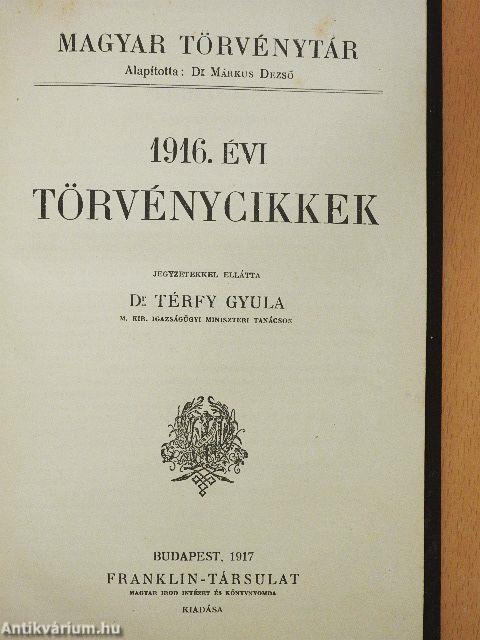 MAGYAR TÖRVÉNYTÁR
Alapította: Dr MÁRKUS DEZSŐ
1916. ÉVI
TÖRVÉNYCIKKEK
JEGYZETEKKEL ELLÁTTA
Dr. TÉRFY GYULA
M. KIR. IGAZSÁGÜGYI MINISZTERI TANÁCSOS
BUDAPEST, 1917
FRANKLIN-TÁRSULAT
MAGYAR IROD INTÉZET ÉS KÖNYVNYOMDA
KIADÁSA
Antikvárium.hu